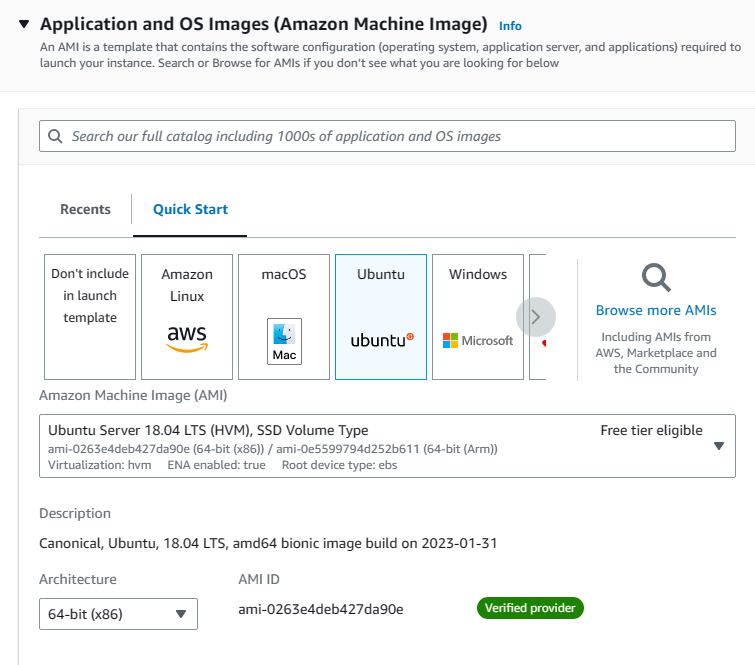 Application and OS Images (Amazon Machine Image) Info
An AMI is a template that contains the software configuration (operating system, application server, and applications) required to
launch your instance. Search or Browse for AMIs if you don't see what you are looking for below
Search our full catalog including 1000s of application and OS images
Recents
Quick Start
Don't include
in launch
template
Amazon
Linux
aws
macOS
Mac
Ubuntu
ubuntu
Windows
Microsoft
Browse more AMIs
Including AMIs from
AWS, Marketplace and
the Community
Amazon Machine Image (AMI)
Ubuntu Server 18.04 LTS (HVM), SSD Volume Type
Free tier eligible
ami-0263e4deb427da90e (64-bit (x86)) / ami-0e5599794d252b611 (64-bit (Arm))
Virtualization: hvm ENA enabled: true Root device type: ebs
Description
Canonical, Ubuntu, 18.04 LTS, amd64 bionic image build on 2023-01-31
Architecture
AMI ID
64-bit (x86)
ami-0263e4deb427da90e
Verified provider